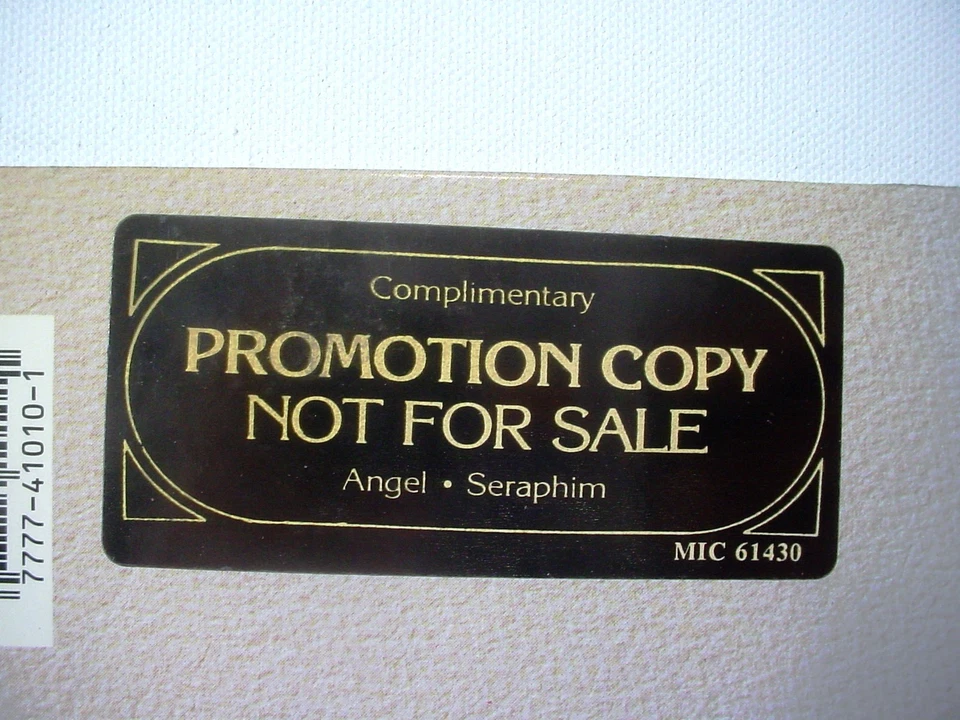 Complimentary
PROMOTION COPY
NOT FOR SALE
Angel • Seraphim
MIC 61430
7777-41010-1